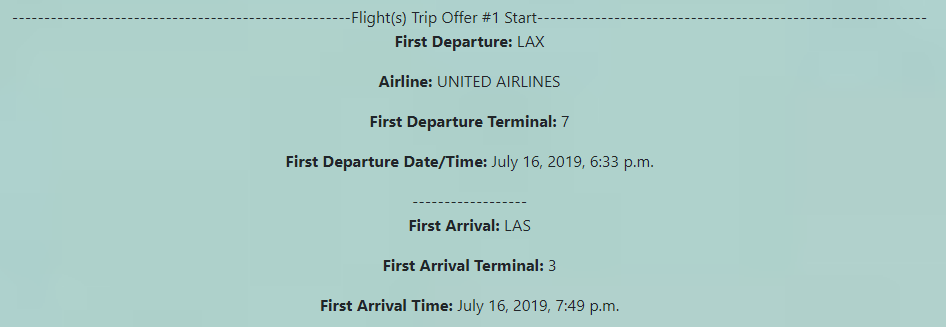 -----------------------------------------------------Flight(s) Trip Offer #1 Start-------------------------------------------------------------
First Departure: LAX
Airline: UNITED AIRLINES
First Departure Terminal: 7
First Departure Date/Time: July 16, 2019, 6:33 p.m.
------------------
First Arrival: LAS
First Arrival Terminal: 3
First Arrival Time: July 16, 2019, 7:49 p.m.